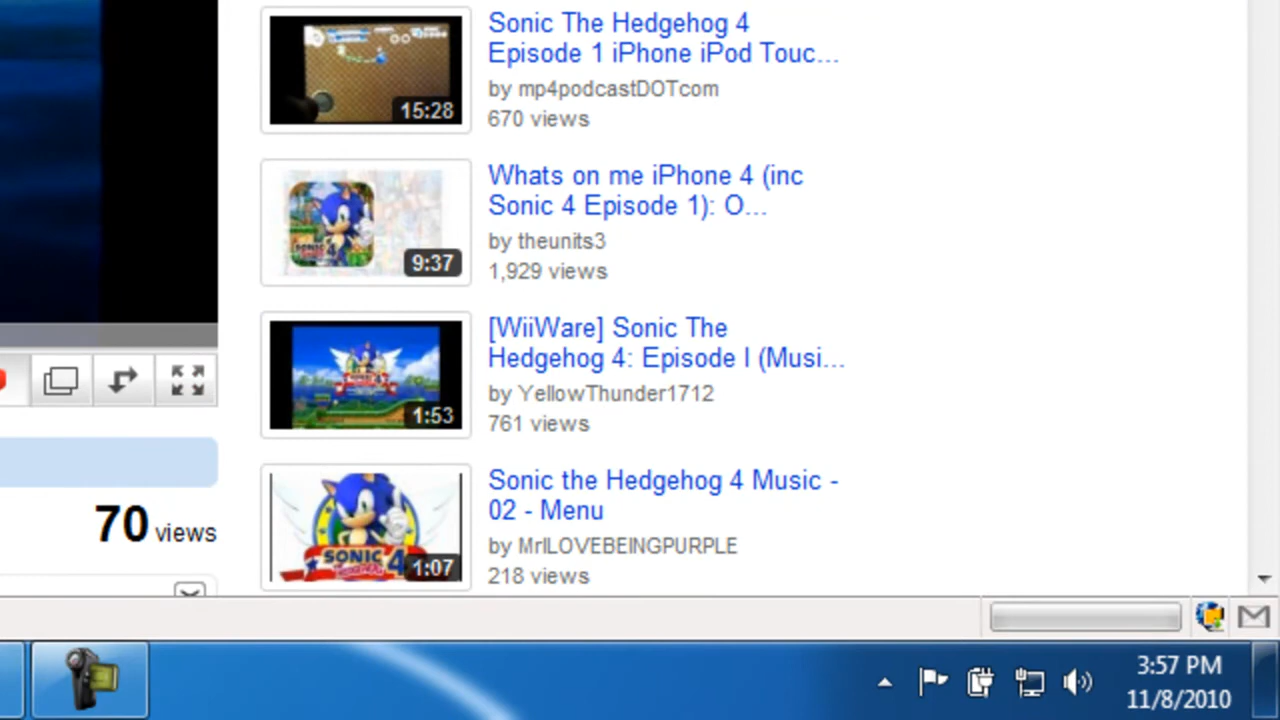 Sonic The Hedgehog 4
Episode 1 iPhone iPod Touc...
by mp4podcastDOTcom
670 views
15:28
Whats on me iPhone 4 (inc
Sonic 4 Episode 1): O...
by theunits3
1,929 views
9:37
[WiiWare] Sonic The
Hedgehog 4: Episode I (Musi...
by YellowThunder1712
761 views
1:53
Sonic the Hedgehog 4 Music -
02 - Menu
by MrILOVEBEINGPURPLE
218 views
SONIC 4
1:07
70 views
3:57 PM
11/8/2010